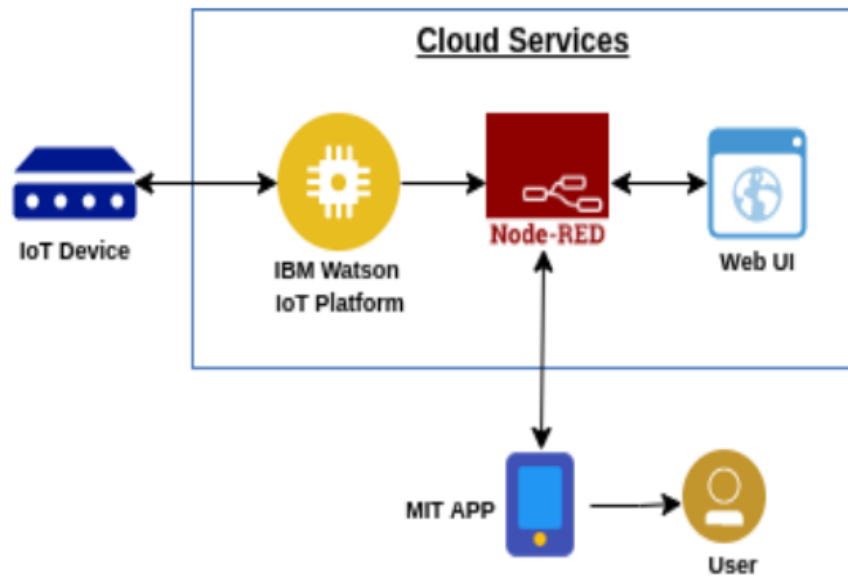 Cloud Services
IoT Device
IBM Watson
IoT Platform
Node-RED
Web UI
MIT APP
User